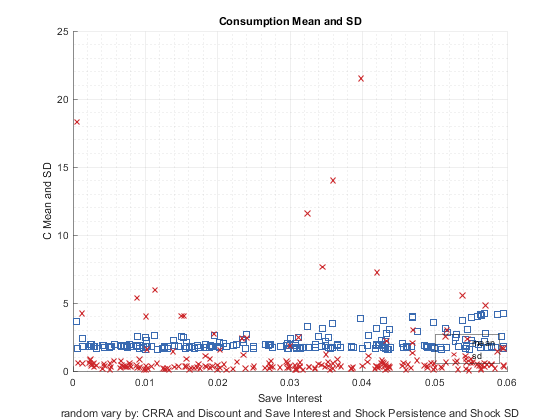 Consumption Mean and SD
25
20
15
10
5
0
C Mean and SD
sd
0 0.01 0.02 0.03 0.04 0.05 0.06
Save Interest
random vary by: CRRA and Discount and Save Interest and Shock Persistence and Shock SD